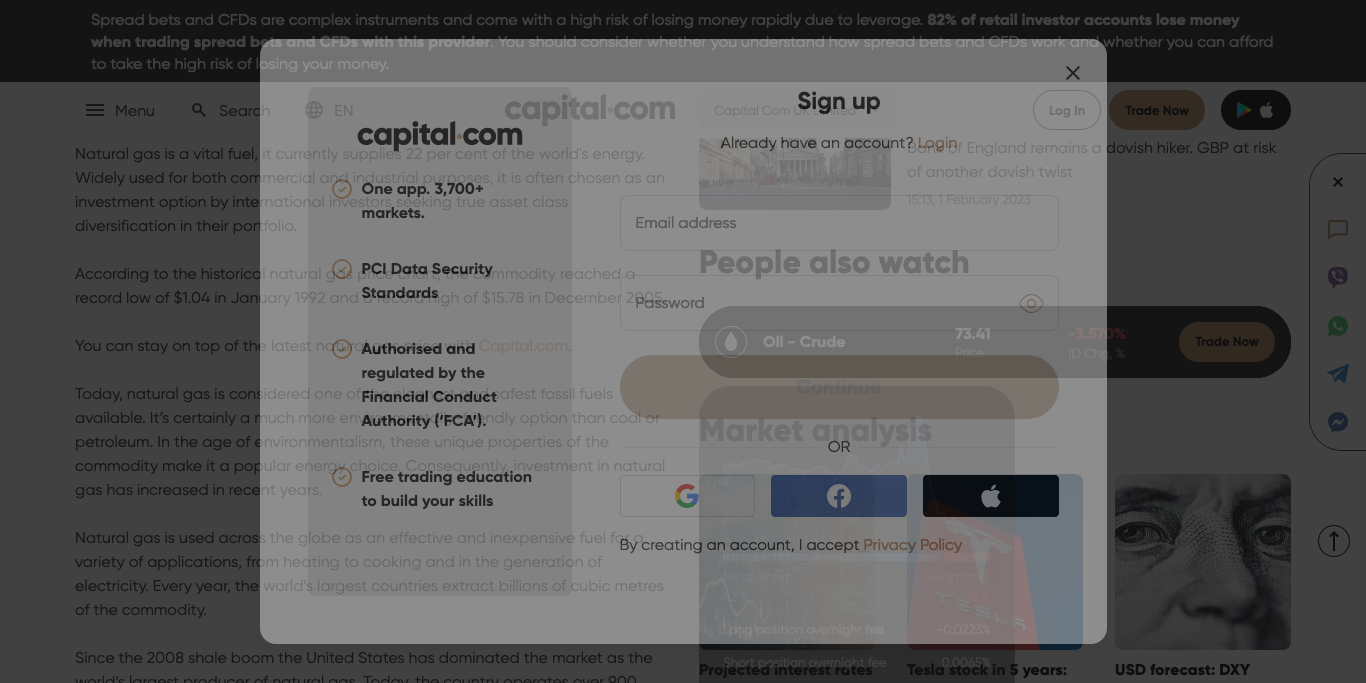 Spread bets and CFDs are complex instruments and come with a high risk of losing money rapidly due to leverage. 82% of retail investor accounts lose money
when trading spread bets and CFDs with this provider. You should consider whether you understand how spread bets and CFDs work and whether you can afford
to take the high risk of losing your money.
Menu
Search
EN
capital.com
Capital Com UK Limited
Log In
Trade Now
Natural gas is a vital fuel, it currently supplies 22 per cent of the world's energy.
Widely used for both commercial and industrial purposes, it is often chosen as an
investment option by international investors seeking true asset class
diversification in their portfolio.
According to the historical natural gas price chart, the commodity reached a
record low of $1.04 in January 1992 and a record high of $15.78 in December 2005.
You can stay on top of the latest natural gas price with Capital.com.
Today, natural gas is considered one of the cleanest and safest fossil fuels
available. It's certainly a much more environmentally friendly option than coal or
petroleum. In the age of environmentalism, these unique properties of the
commodity make it a popular energy choice. Consequently, investment in natural
gas has increased in recent years.
Natural gas is used across the globe as an effective and inexpensive fuel for a
variety of applications, from heating to cooking and in the generation of
electricity. Every year, the world's largest countries extract billions of cubic metres
of the commodity.
Since the 2008 shale boom the United States has dominated the market as the
world's largest producer of natural gas. Today, the country operates over 900
capital.com
One app. 3,700+
markets.
PCI Data Security
Standards
Authorised and
regulated by the
Financial Conduct
Authority ('FCA').
Free trading education
to build your skills
Sign up
Already have an account? Login
Email address
Password
Continue
OR
By creating an account, I accept Privacy Policy
Bank of England remains a dovish hiker. GBP at risk
of another dovish twist
15:13, 1 February 2023
People also watch
Oil - Crude
73.41
Price
-3.570%
1D Chg, %
Trade Now
Market analysis
Long position overnight fee
-0.0223%
Short position overnight fee
0.0065%
TESLA
Projected interest rates
Tesla stock in 5 years:
USD forecast: DXY